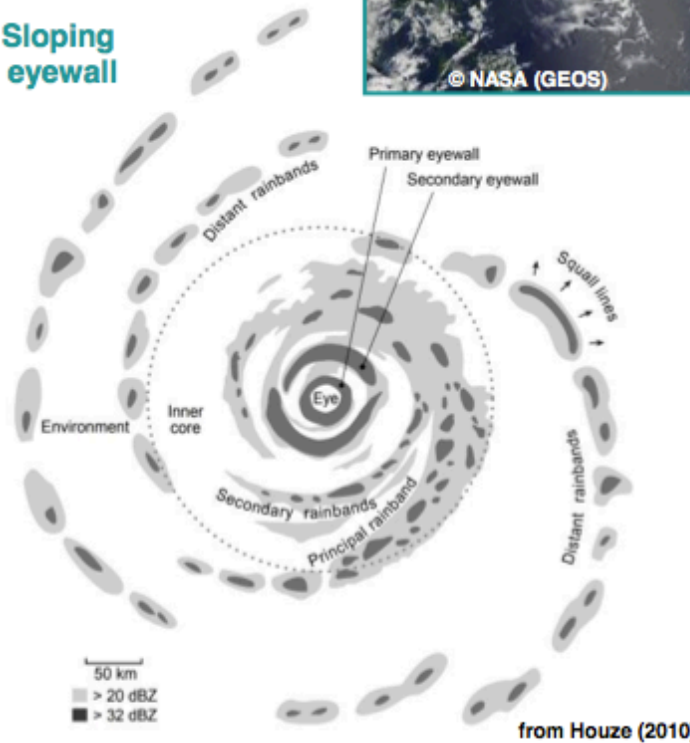 Sloping
eyewall
© NASA (GEOS)
Primary eyewall
Secondary eyewall
Distant rainbands
Squall lines
Eye
Inner
core
Environment
Secondary rainbands
Principal rainband
Distant rainbands
50 km
> 20 dBZ
> 32 dBZ
from Houze (2010